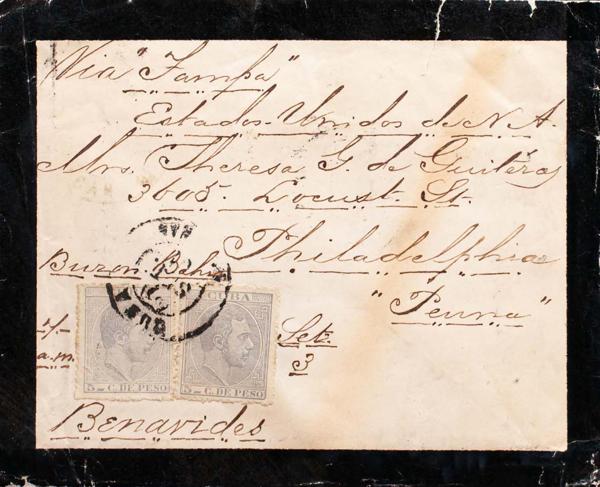 Via "Tampa"
Estados Unidos de N. A.
Mrs. Theresa G. de Guiteras
3605. Locust. St.
Philadelphia
"Penna"
Buzon Bahia
a.m.
Set.
3
CUBA
5 C. DE PESO
5 C. DE PESO
Benavides